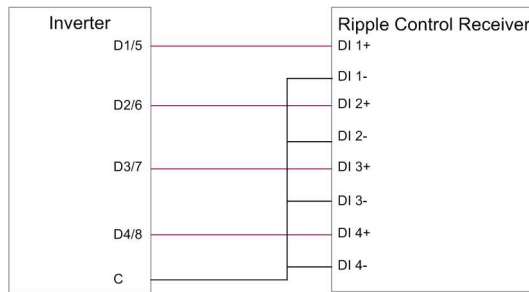 Inverter
D1/5
D2/6
D3/7
D4/8
C
Ripple Control Receiver
DI 1+
DI 1-
DI 2+
DI 2-
DI 3+
DI 3-
DI 4+
DI 4-